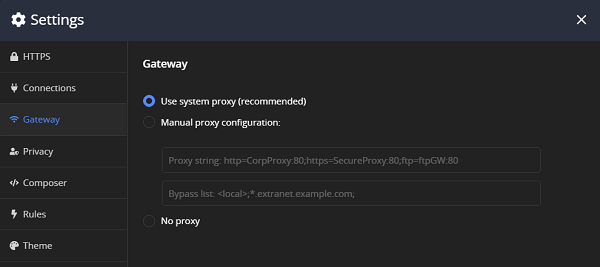 Settings
HTTPS
Connections
Gateway
Privacy
Composer
Rules
Theme
Gateway
Use system proxy (recommended)
Manual proxy configuration:
Proxy string: http=CorpProxy:80;https=SecureProxy:80;ftp=ftpGW:80
Bypass list: <local>;*.extranet.example.com;
No proxy